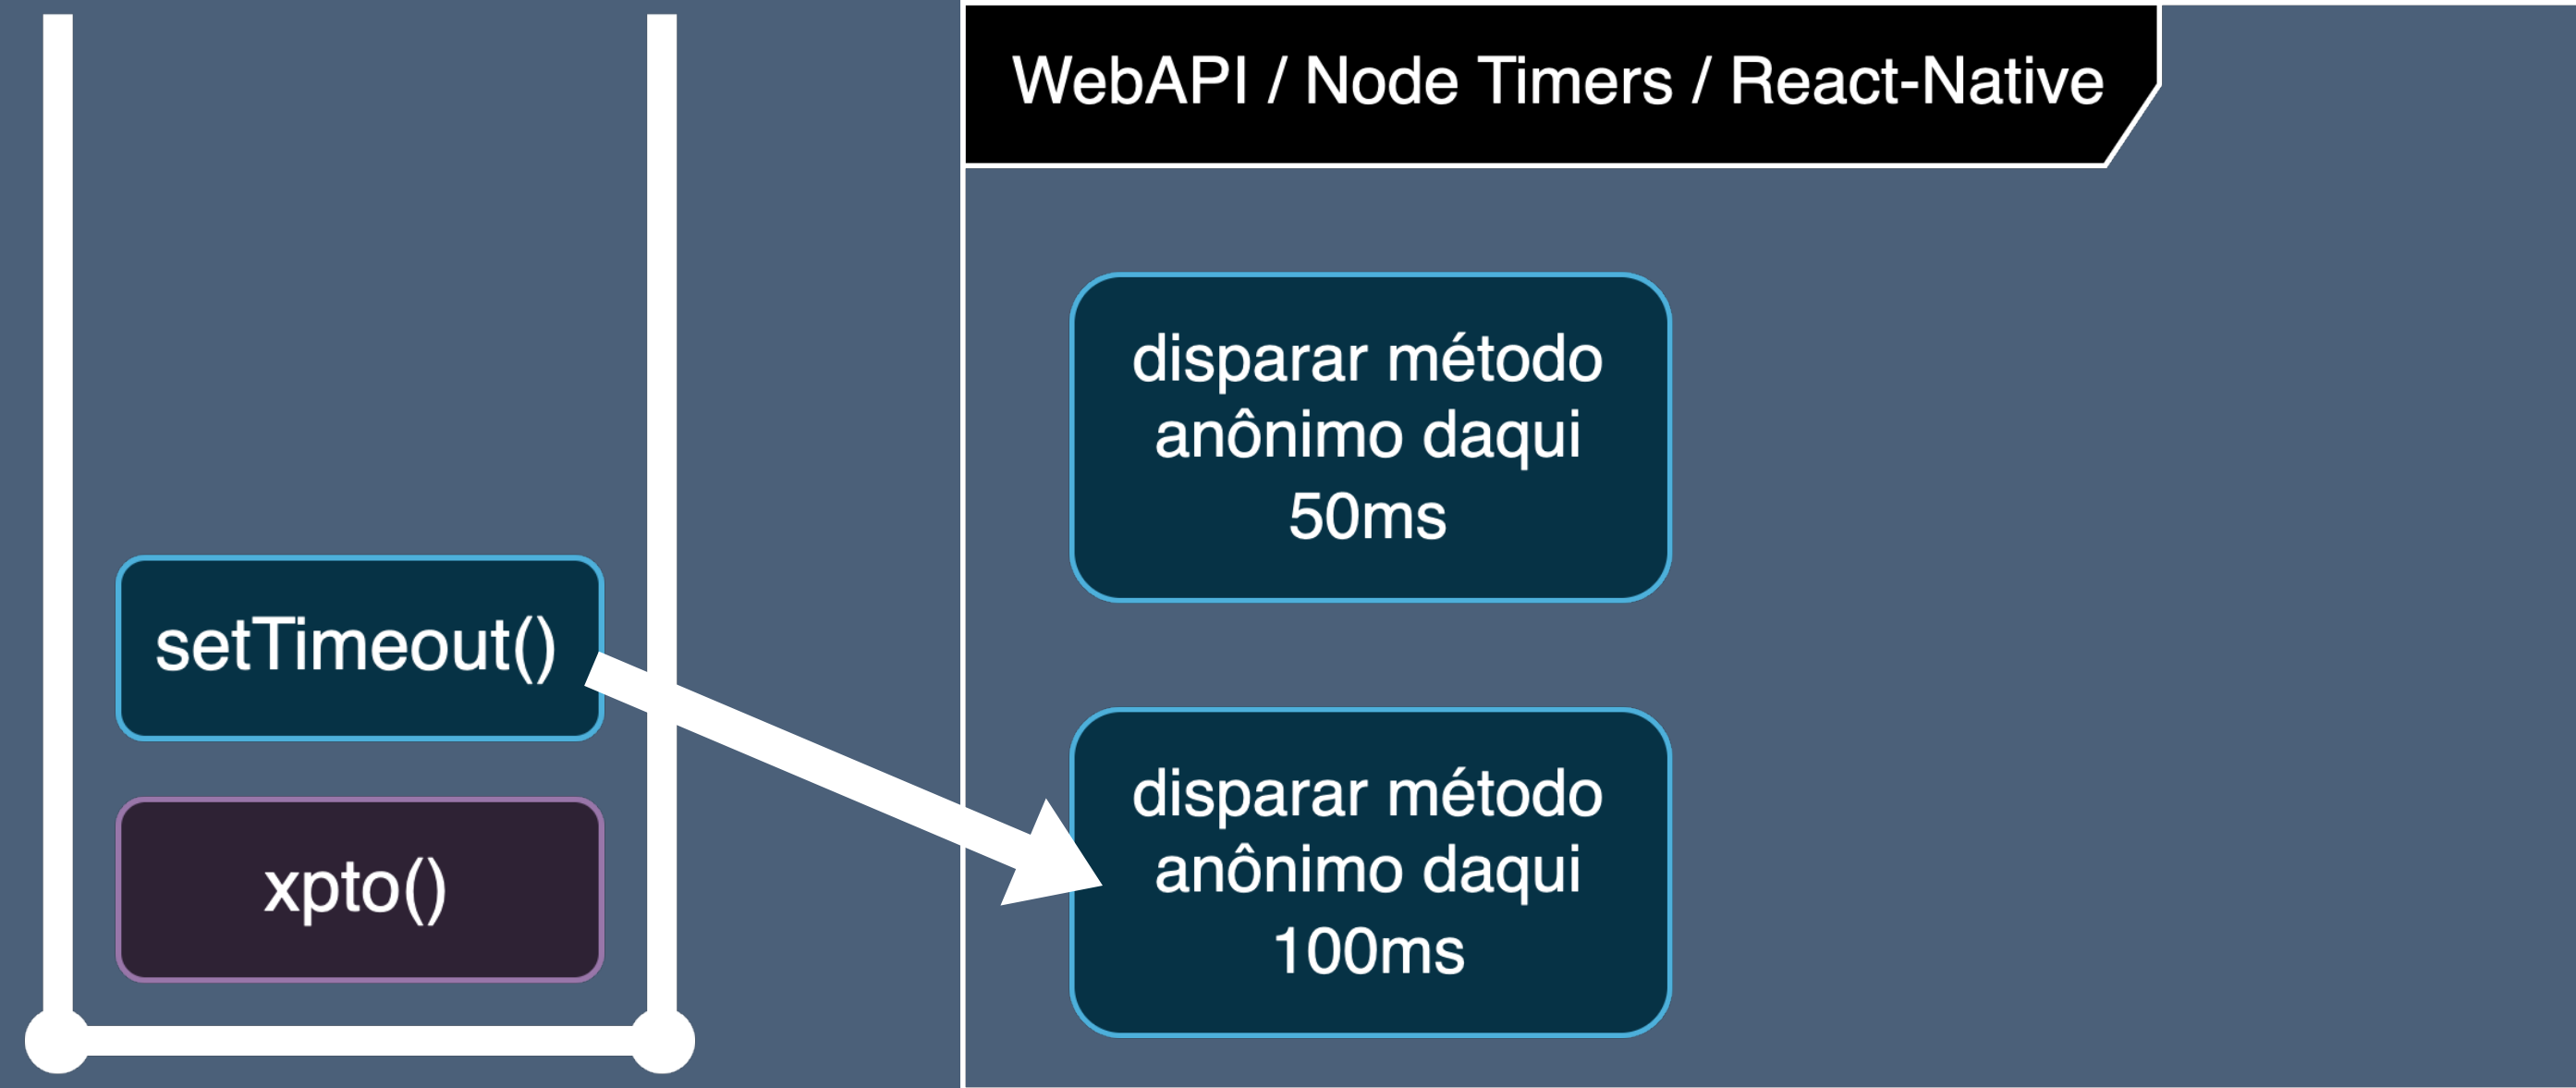 WebAPI / Node Timers / React-Native
disparar método
anônimo daqui
50ms
setTimeout()
xpto()
disparar método
anônimo daqui
100ms